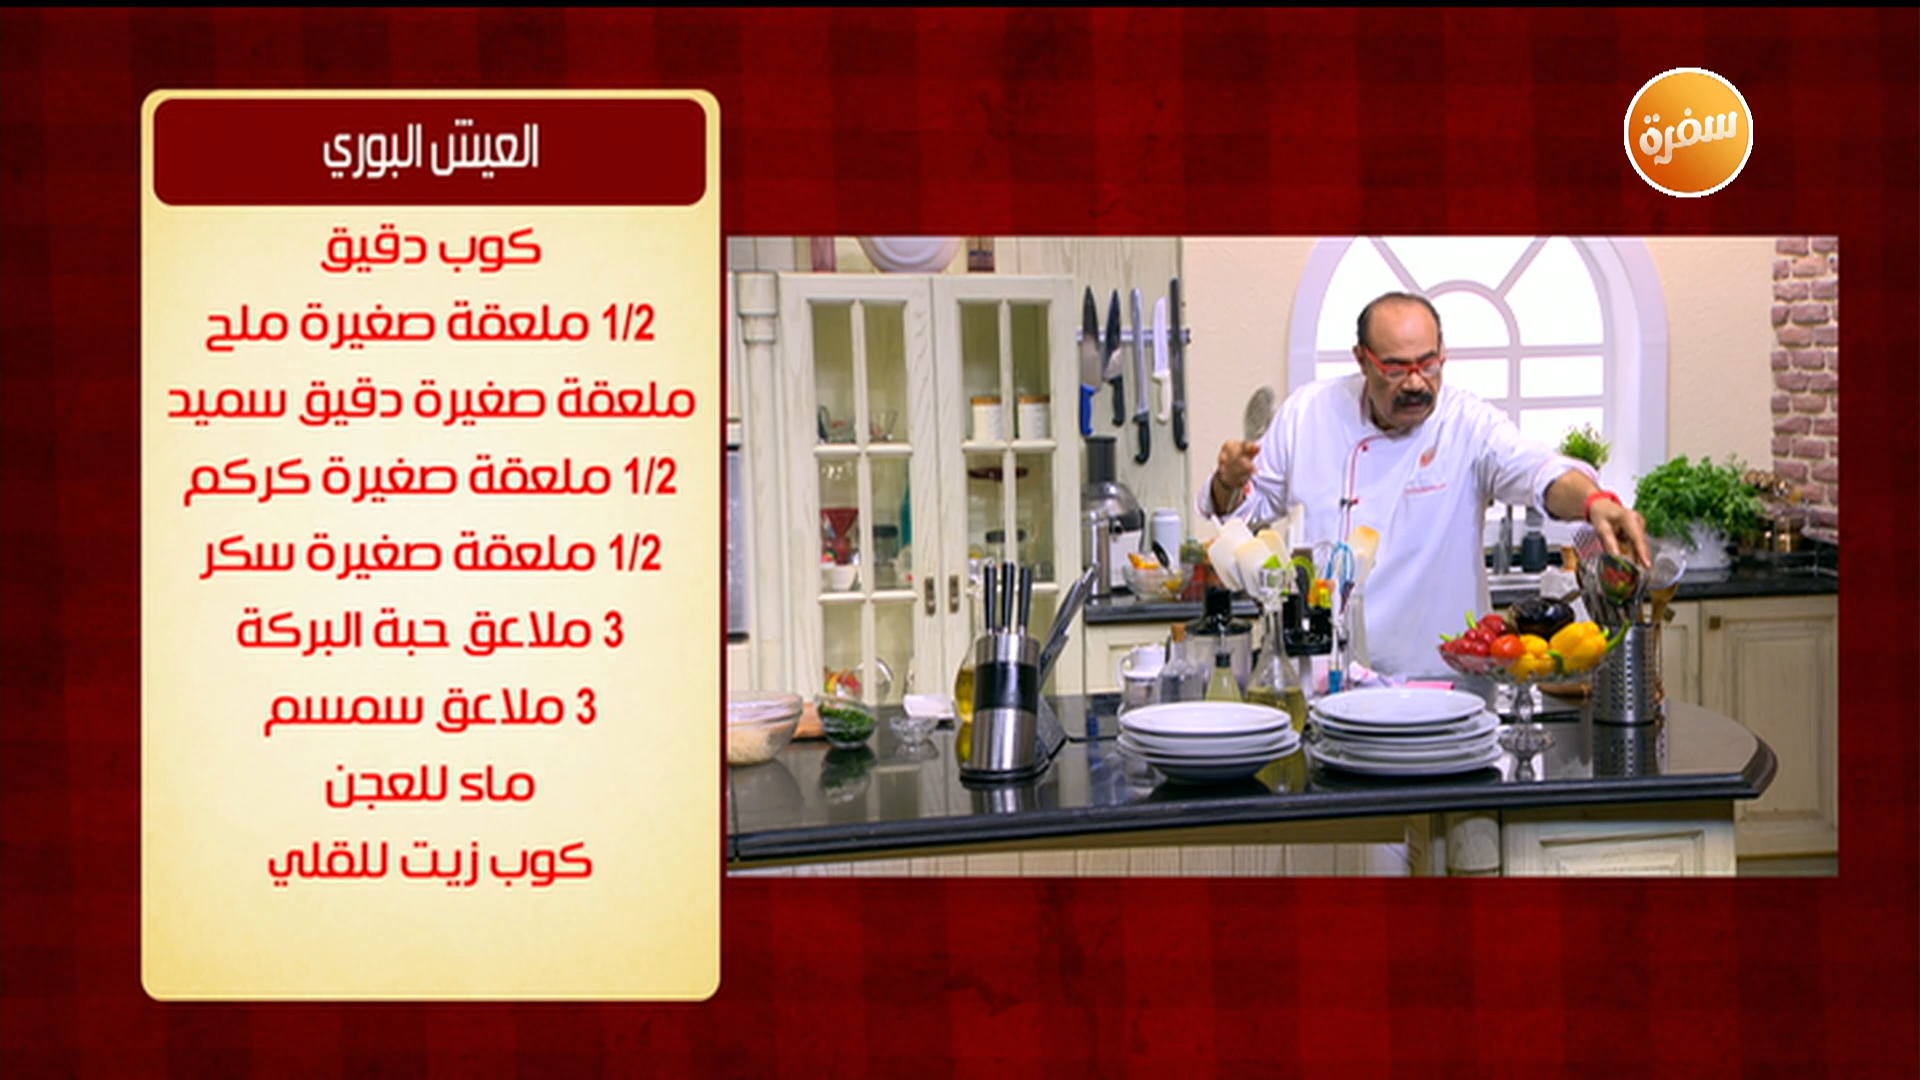 سفرة
العيش البوري
كوب دقيق
1/2 ملعقة صغيرة ملح
ملعقة صغيرة دقيق سميد
1/2 ملعقة صغيرة كركم
1/2 ملعقة صغيرة سكر
3 ملاعق حبة البركة
3 ملاعق سمسم
ماء للعجن
كوب زيت للقلي